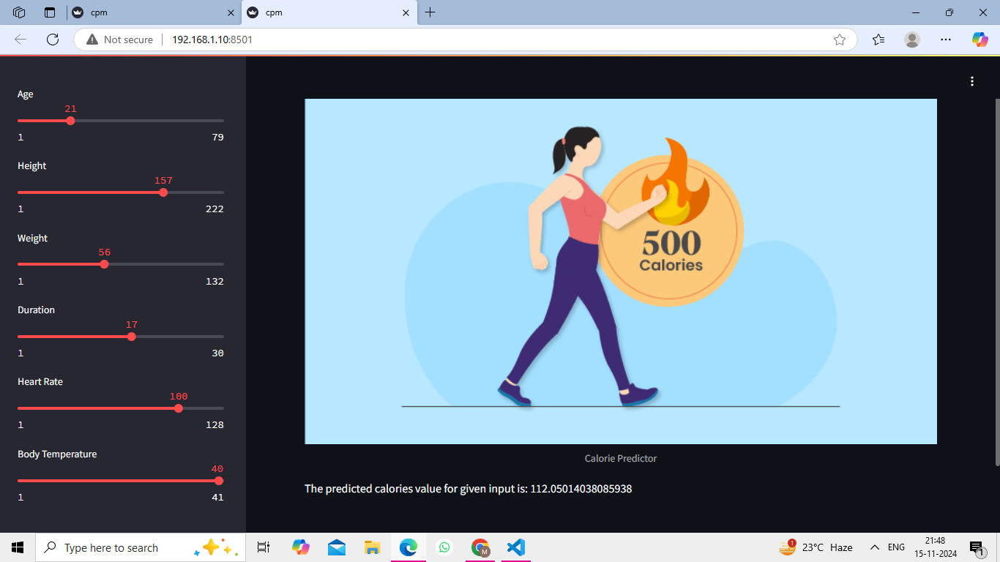 cpm
cpm
Not secure
192.168.1.10:8501
Age
21
1 79
Height
157
1 222
Weight
56
1 132
Duration
17
1 30
Heart Rate
100
1 128
Body Temperature
40
1 41
500
Calories
Calorie Predictor
The predicted calories value for given input is: 112.05014038085938
Type here to search
M
1
23°C Haze
ENG
21:48
15-11-2024
1